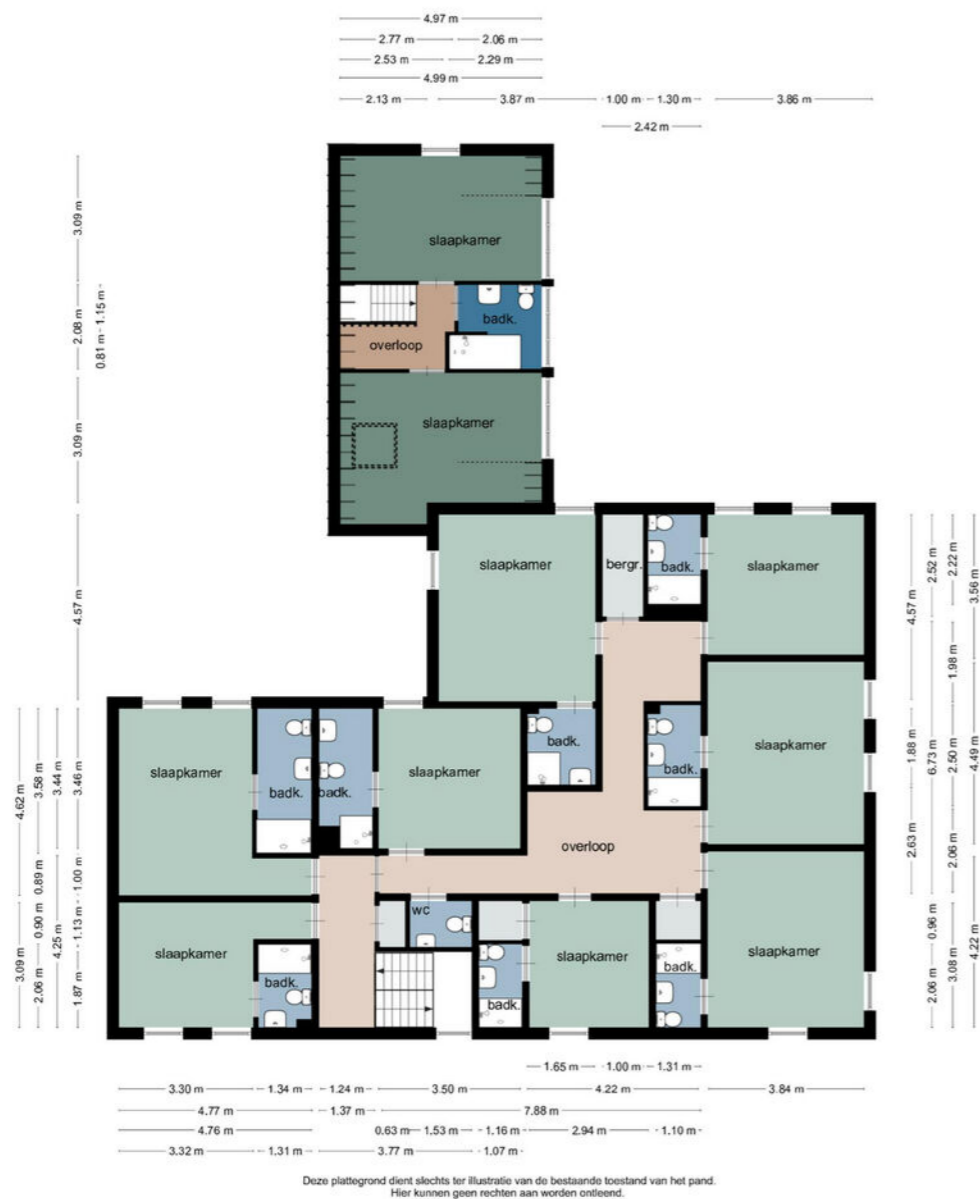 4.97 m
2.77 m 2.06 m
2.53 m 2.29 m
4.99 m
2.13 m 3.87 m 1.00 m 1.30 m 3.86 m
2.42 m
3.09 m
2.08 m
0.81 m 1.15 m
3.09 m
4.57 m
slaapkamer
badk.
overloop
slaapkamer
slaapkamer
bergr.
badk.
slaapkamer
4.57 m
2.52 m
2.22 m
3.56 m
1.98 m
slaapkamer
badk.
badk.
slaapkamer
badk.
badk.
slaapkamer
overloop
4.62 m
3.58 m
3.44 m
3.46 m
0.89 m
1.00 m
1.88 m
6.73 m
2.50 m
4.49 m
2.63 m
2.06 m
wc
slaapkamer
badk.
badk.
slaapkamer
badk.
slaapkamer
3.09 m
2.06 m
0.90 m
4.25 m
1.87 m
1.13 m
2.06 m
0.96 m
3.08 m
4.22 m
1.65 m 1.00 m 1.31 m
3.30 m 1.34 m 1.24 m 3.50 m 4.22 m 3.84 m
4.77 m 1.37 m 7.88 m
4.76 m 0.63 m 1.53 m 1.16 m 2.94 m 1.10 m
3.32 m 1.31 m 3.77 m 1.07 m
Deze plattegrond dient slechts ter illustratie van de bestaande toestand van het pand.
Hier kunnen geen rechten aan worden ontleend.